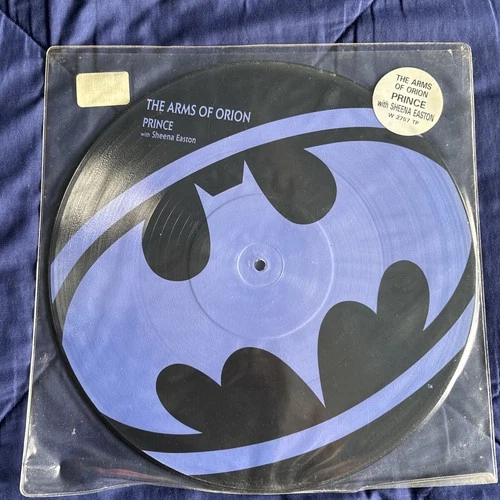 THE ARMS OF ORION
PRINCE
with Sheena Easton
THE ARMS
OF ORION
PRINCE
with SHEENA EASTON
W 2757 TP